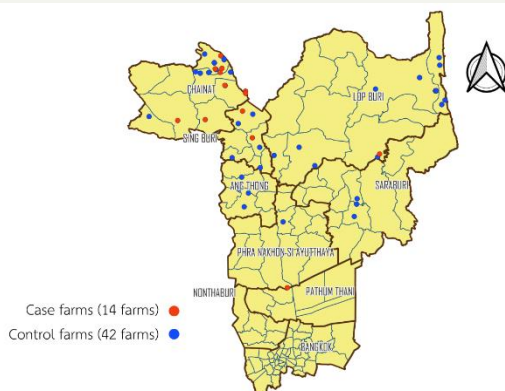 CHAINAT
LOP BURI
SING BURI
ANG THONG
SARABURI
PHRA NAKHON-SI AYUTTHAYA
NONTHABURI
PATHUM THANI
Case farms (14 farms)
Control farms (42 farms)
BANGKOK